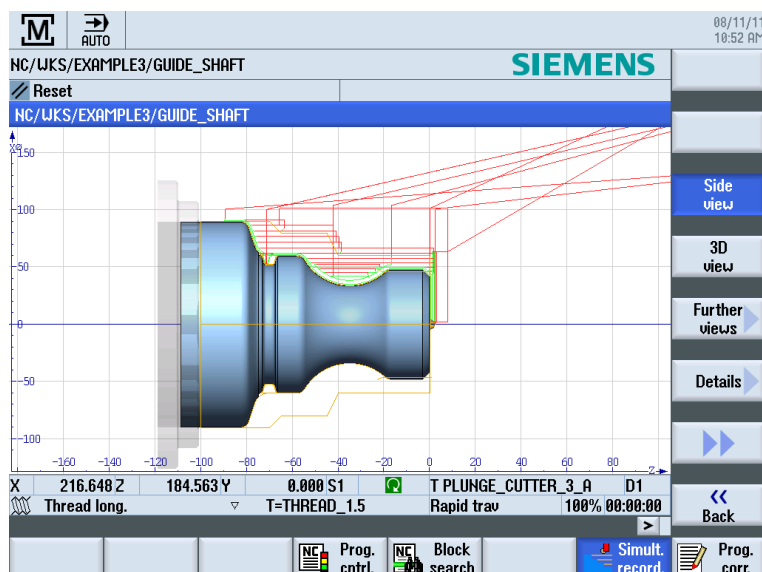 M
AUTO
08/11/11
10:52 AM
NC/WKS/EXAMPLE3/GUIDE_SHAFT
SIEMENS
Reset
NC/WKS/EXAMPLE3/GUIDE_SHAFT
150
100
50
0
-50
-100
-160 -140 -120 -100 -80 -60 -40 -20 0 20 40 60 80 Z
X 216.648 Z 184.563 Y 0.000 S1 T PLUNGE_CUTTER_3_A D1
Thread long. ▽ T=THREAD_1.5 Rapid trav 100% 00:00:00
>
Side
view
3D
view
Further
views
Details
<<
Back
NC Prog.
cntrl.
NC Block
search
Simult.
record.
Prog.
corr.